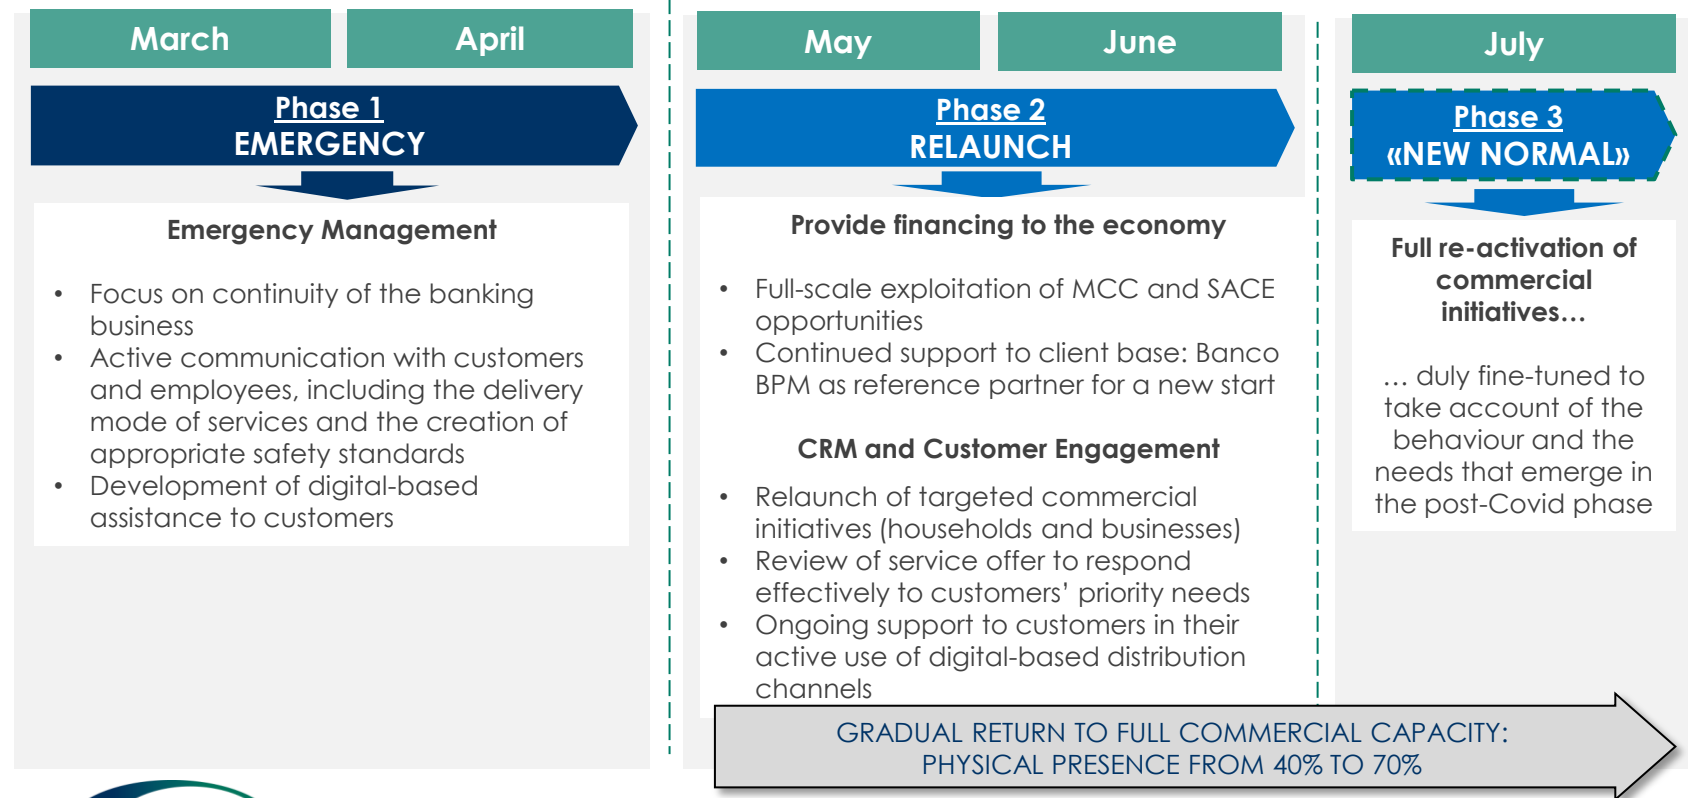 March
April
Phase 1
EMERGENCY
Emergency Management
• Focus on continuity of the banking
business
• Active communication with customers
and employees, including the delivery
mode of services and the creation of
appropriate safety standards
• Development of digital-based
assistance to customers
May
June
Phase 2
RELAUNCH
Provide financing to the economy
• Full-scale exploitation of MCC and SACE
opportunities
• Continued support to client base: Banco
BPM as reference partner for a new start
CRM and Customer Engagement
• Relaunch of targeted commercial
initiatives (households and businesses)
• Review of service offer to respond
effectively to customers’ priority needs
• Ongoing support to customers in their
active use of digital-based distribution
channels
July
Phase 3
«NEW NORMAL»
Full re-activation of
commercial
initiatives…
… duly fine-tuned to
take account of the
behaviour and the
needs that emerge in
the post-Covid phase
GRADUAL RETURN TO FULL COMMERCIAL CAPACITY:
PHYSICAL PRESENCE FROM 40% TO 70%